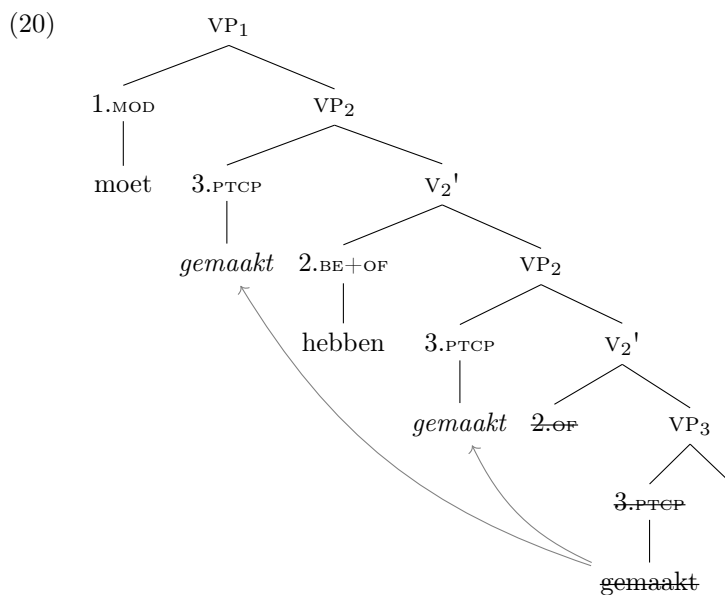 (20)
VP1
1.MOD VP2
moet 3.PTCP V2'
gemaakt 2.BE+OF VP2
hebben 3.PTCP V2'
gemaakt 2.OF VP3
3.PTCP
gemaakt